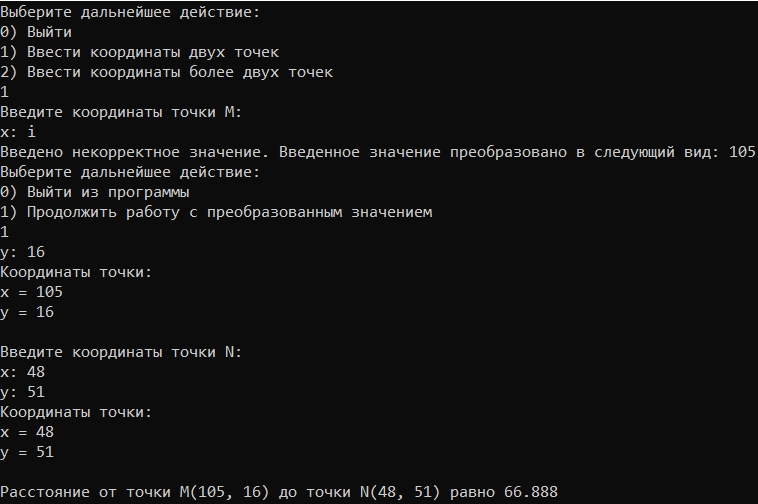 Выберите дальнейшее действие:
0) Выйти
1) Ввести координаты двух точек
2) Ввести координаты более двух точек
1
Введите координаты точки M:
x: i
Введено некорректное значение. Введенное значение преобразовано в следующий вид: 105
Выберите дальнейшее действие:
0) Выйти из программы
1) Продолжить работу с преобразованным значением
1
y: 16
Координаты точки:
x = 105
y = 16
Введите координаты точки N:
x: 48
y: 51
Координаты точки:
x = 48
y = 51
Расстояние от точки M(105, 16) до точки N(48, 51) равно 66.888